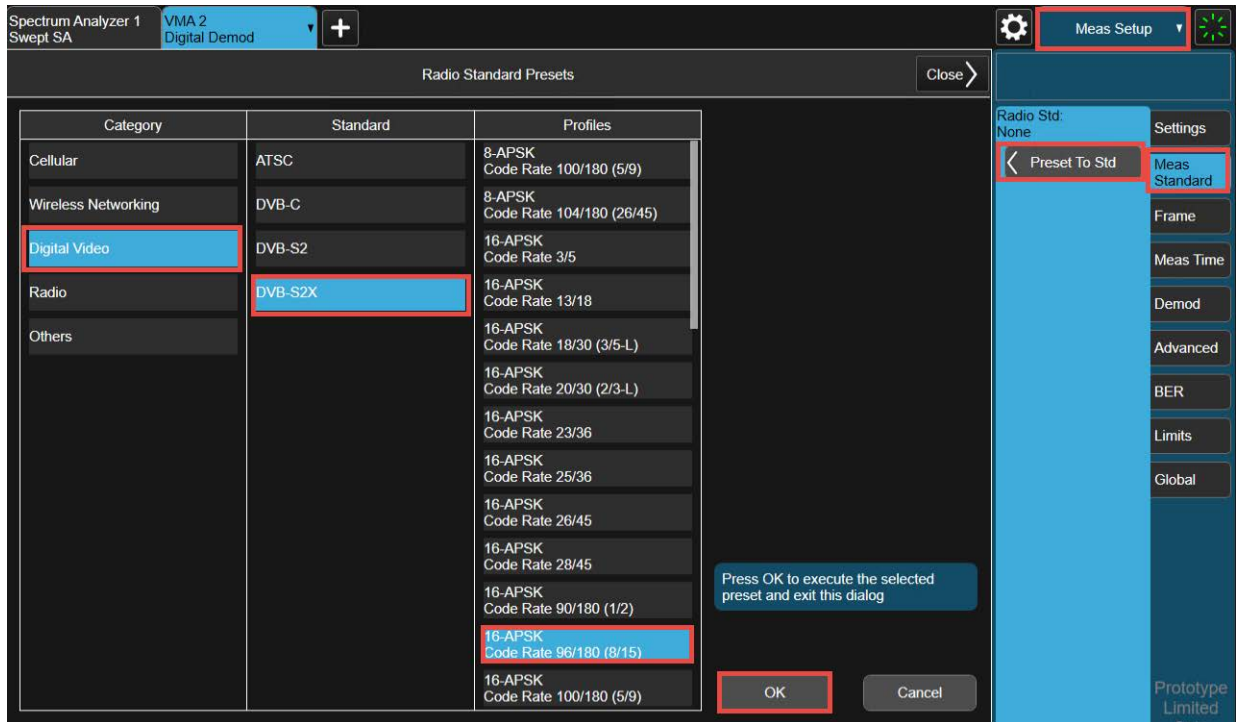 Spectrum Analyzer 1
Swept SA
VMA 2
Digital Demod
Meas Setup
Radio Standard Presets
Close
Category
Standard
Profiles
Cellular
Wireless Networking
Digital Video
Radio
Others
ATSC
DVB-C
DVB-S2
DVB-S2X
8-APSK
Code Rate 100/180 (5/9)
8-APSK
Code Rate 104/180 (26/45)
16-APSK
Code Rate 3/5
16-APSK
Code Rate 13/18
16-APSK
Code Rate 18/30 (3/5-L)
16-APSK
Code Rate 20/30 (2/3-L)
16-APSK
Code Rate 23/36
16-APSK
Code Rate 25/36
16-APSK
Code Rate 26/45
16-APSK
Code Rate 28/45
16-APSK
Code Rate 90/180 (1/2)
16-APSK
Code Rate 96/180 (8/15)
16-APSK
Code Rate 100/180 (5/9)
Press OK to execute the selected
preset and exit this dialog
OK
Cancel
Radio Std:
None
Preset To Std
Settings
Meas
Standard
Frame
Meas Time
Demod
Advanced
BER
Limits
Global
Prototype
Limited